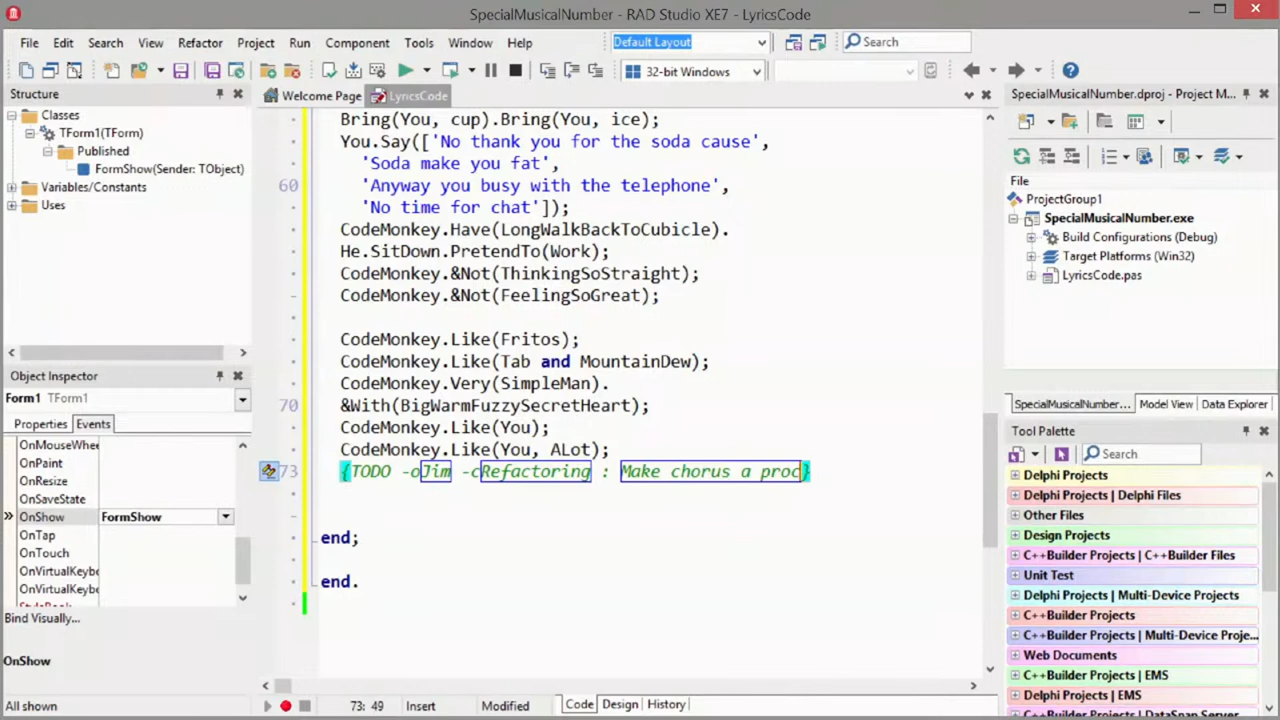 SpecialMusicalNumber - RAD Studio XE7 - LyricsCode
File Edit Search View Refactor Project Run Component Tools Window Help
Default Layout
Search
32-bit Windows
Structure
Classes
TForm1(TForm)
Published
FormShow(Sender: TObject)
Variables/Constants
Uses
Object Inspector
Form1 TForm1
Properties Events
OnMouseWhee
OnPaint
OnResize
OnSaveState
OnShow FormShow
OnTap
OnTouch
OnVirtualKeybo
OnVirtualKeybo
StyleBook
Bind Visually...
OnShow
All shown
Welcome Page LyricsCode
Bring(You, cup).Bring(You, ice);
You.Say(['No thank you for the soda cause',
'Soda make you fat',
60 'Anyway you busy with the telephone',
'No time for chat']);
CodeMonkey.Have(LongWalkBackToCubicle).
He.SitDown.PretendTo(Work);
CodeMonkey.&Not(ThinkingSoStraight);
CodeMonkey.&Not(FeelingSoGreat);
CodeMonkey.Like(Fritos);
CodeMonkey.Like(Tab and MountainDew);
CodeMonkey.Very(SimpleMan).
70 &With(BigWarmFuzzySecretHeart);
CodeMonkey.Like(You);
CodeMonkey.Like(You, ALot);
73 {TODO -oJim -cRefactoring : Make chorus a proc}
end;
end.
73: 49 Insert Modified Code Design History
SpecialMusicalNumber.dproj - Project M...
File
ProjectGroup1
SpecialMusicalNumber.exe
Build Configurations (Debug)
Target Platforms (Win32)
LyricsCode.pas
SpecialMusicalNumber... Model View Data Explorer
Tool Palette
Search
Delphi Projects
Delphi Projects | Delphi Files
Other Files
Design Projects
C++Builder Projects | C++Builder Files
Unit Test
Delphi Projects | Multi-Device Projects
C++Builder Projects
C++Builder Projects | Multi-Device Proje...
Web Documents
C++Builder Projects | EMS
Delphi Projects | EMS
C++Builder Projects | DataSnap Server